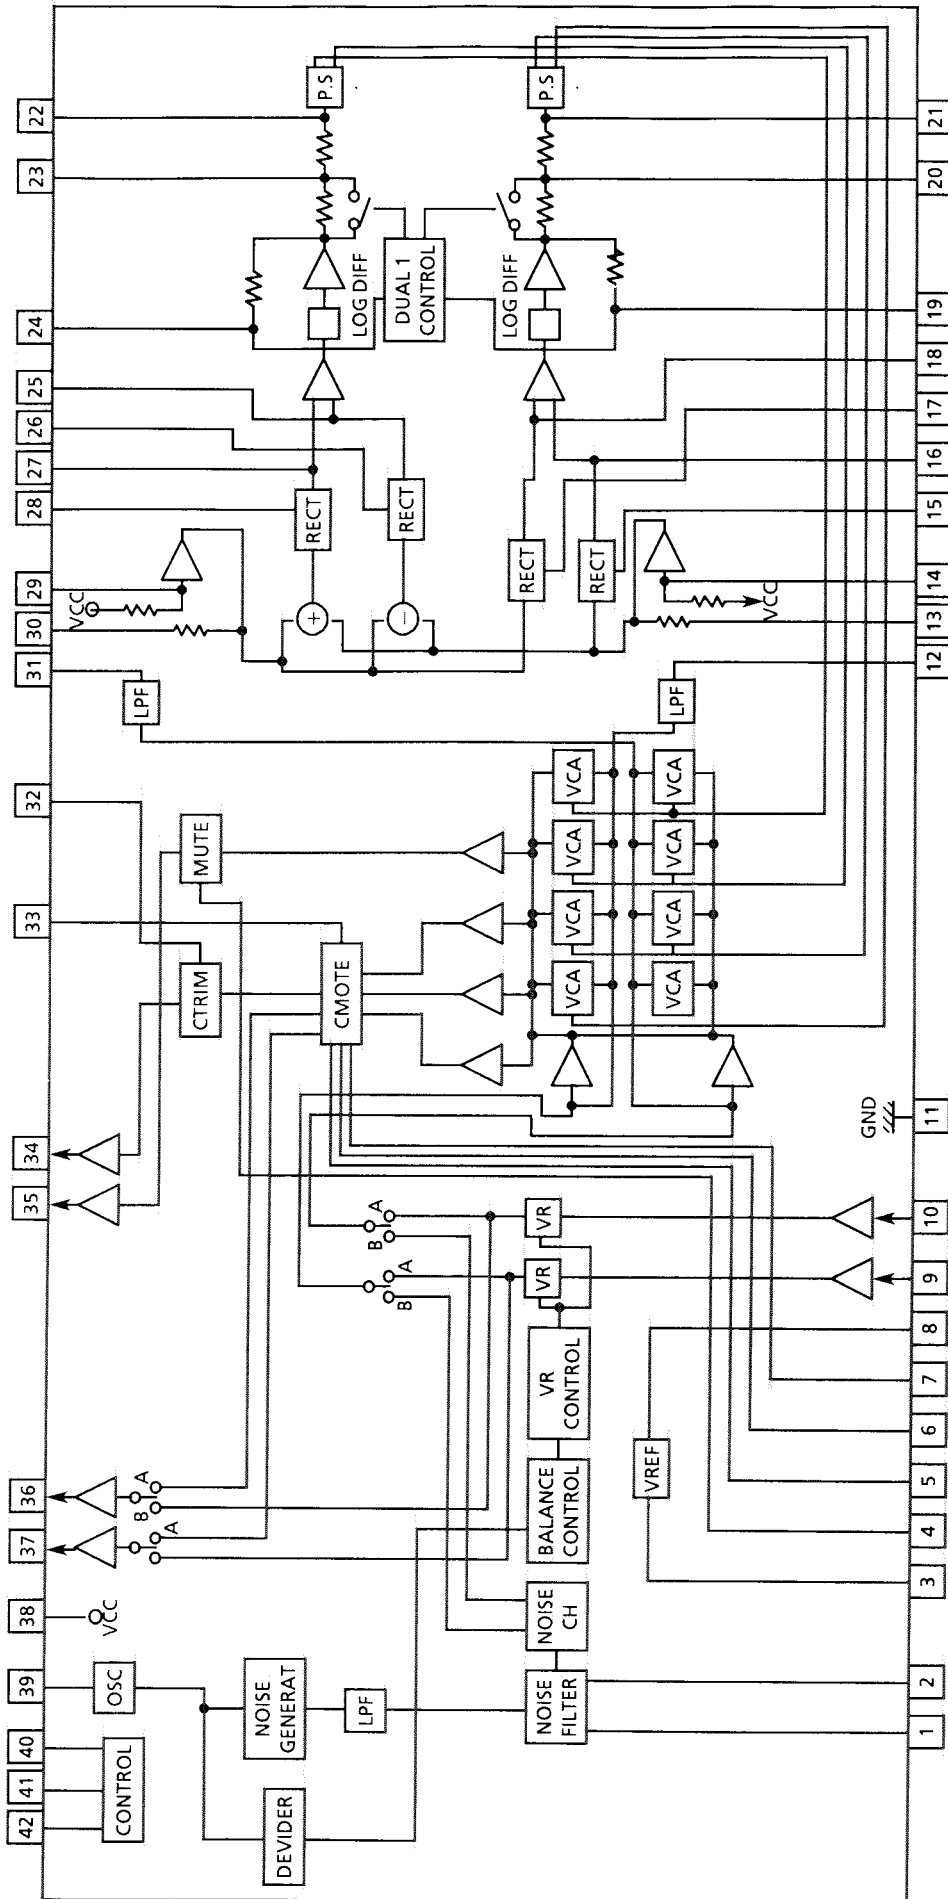 42
41
40
39
38
37
36
35
34
33
32
31
30
29
28
27
26
25
24
23
22
CONTROL
OSC
VCC
B
A
A
CTRIM
MUTE
LPF
VCC
DEVIDER
NOISE
GENERAT
LPF
CMOTE
B
A
B
A
+
−
RECT
RECT
LOG DIFF
P.S
DUAL 1
CONTROL
NOISE
FILTER
NOISE
CH
BALANCE
CONTROL
VR
CONTROL
VR
VR
VCA
VCA
VCA
VCA
RECT
RECT
LOG DIFF
P.S
VREF
VCA
VCA
VCA
VCA
LPF
VCC
GND
1
2
3
4
5
6
7
8
9
10
11
12
13
14
15
16
17
18
19
20
21